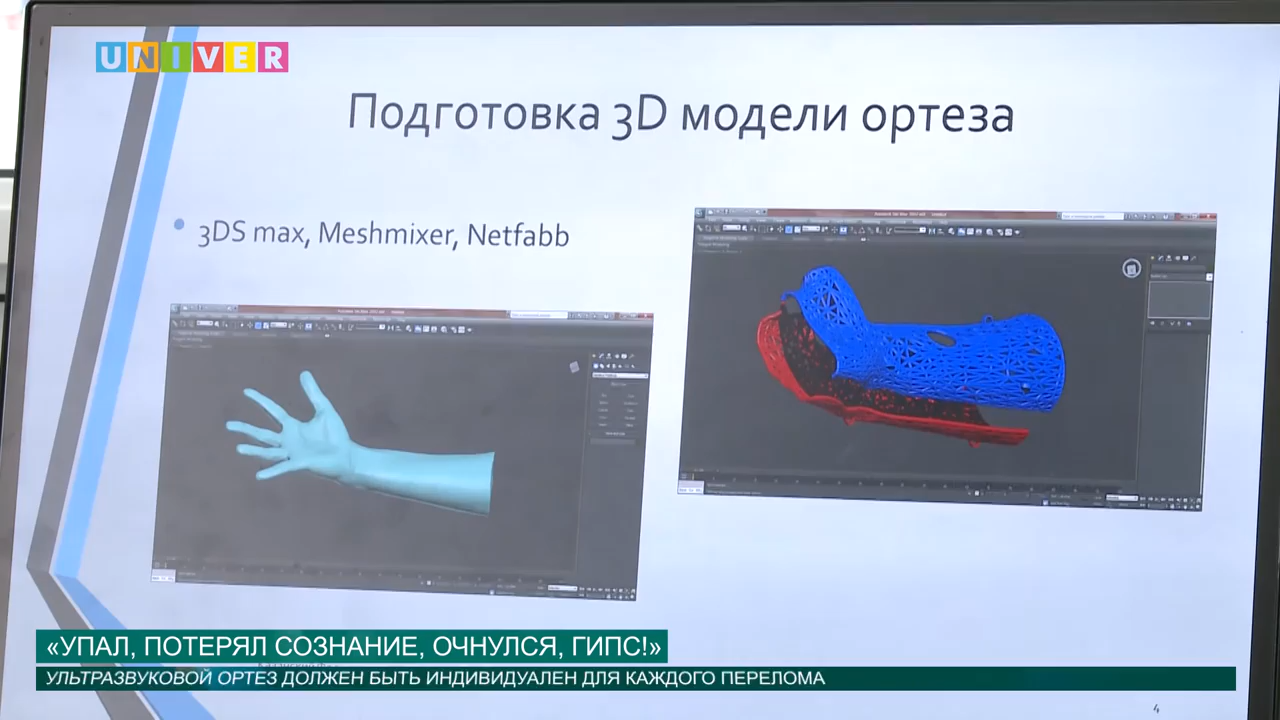 UNIVER
Подготовка 3D модели ортеза
3DS max, Meshmixer, Netfabb
«УПАЛ, ПОТЕРЯЛ СОЗНАНИЕ, ОЧНУЛСЯ, ГИПС!»
УЛЬТРАЗВУКОВОЙ ОРТЕЗ ДОЛЖЕН БЫТЬ ИНДИВИДУАЛЕН ДЛЯ КАЖДОГО ПЕРЕЛОМА
4